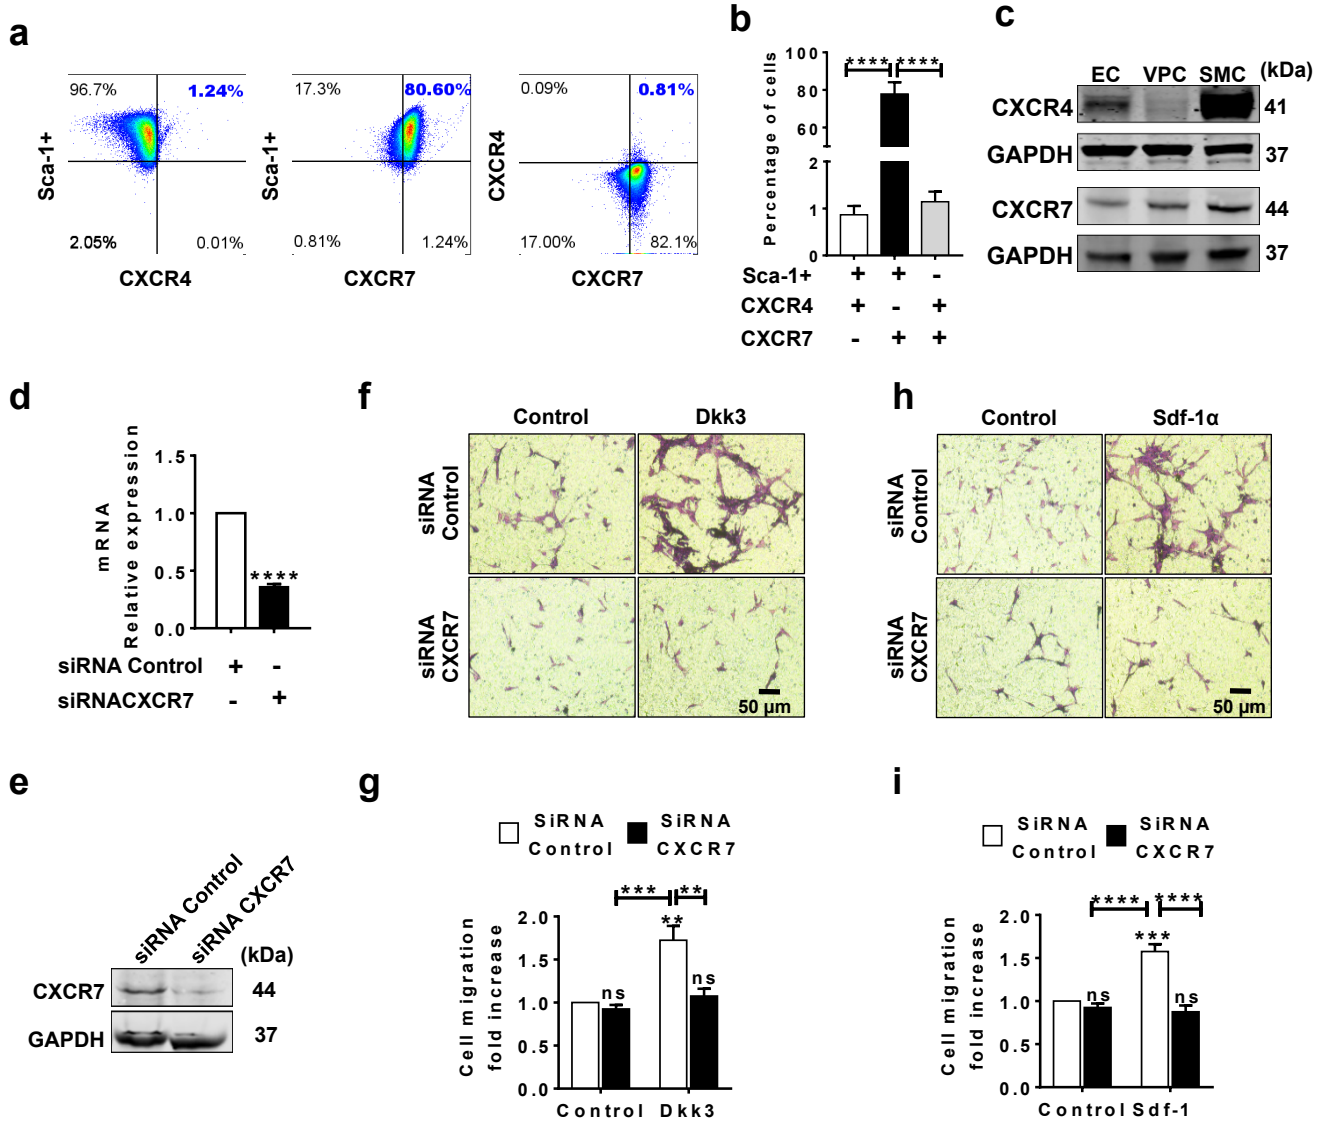 a
96.7%
1.24%
2.05%
0.01%
Sca-1+
CXCR4
17.3%
80.60%
0.81%
1.24%
Sca-1+
CXCR7
0.09%
0.81%
17.00%
82.1%
CXCR4
CXCR7
b
Percentage of cells
100
80
60
2
1
0
**** ****
Sca-1+ + + -
CXCR4 + - +
CXCR7 - + +
c
EC VPC SMC (kDa)
CXCR4 41
GAPDH 37
CXCR7 44
GAPDH 37
d
mRNA
Relative expression
1.5
1.0
0.5
0.0
****
siRNA Control + -
siRNACXCR7 - +
e
siRNA Control
siRNA CXCR7
(kDa)
CXCR7 44
GAPDH 37
f
Control Dkk3
siRNA
Control
siRNA
CXCR7
50 µm
g
SiRNA
Control
SiRNA
CXCR7
Cell migration
fold increase
2.0
1.5
1.0
0.5
0.0
*** **
**
ns
ns
Control Dkk3
h
Control Sdf-1α
siRNA
Control
siRNA
CXCR7
50 µm
i
SiRNA
Control
SiRNA
CXCR7
Cell migration
fold increase
2.0
1.5
1.0
0.5
0.0
**** ****
***
ns
ns
Control Sdf-1